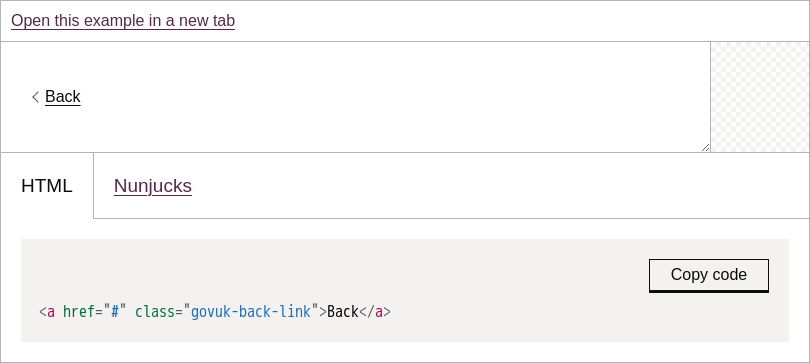 Open this example in a new tab
Back
HTML Nunjucks
Copy code
<a href="#" class="govuk-back-link">Back</a>